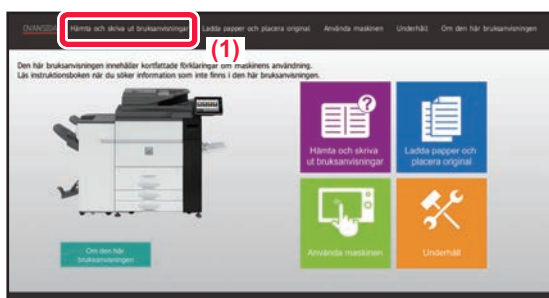 OVANSIDA Hämta och skriva ut bruksanvisningar Ladda papper och placera original Använda maskinen Underhåll Om den här bruksanvisningen
(1)
Den här bruksanvisningen innehåller kortfattade förklaringar om maskinens användning.
Läs instruktionsboken när du söker information som inte finns i den här bruksanvisningen.
Hämta och skriva
ut bruksanvisningar
Ladda papper och
placera original
Använda maskinen
Underhåll
Om den här
bruksanvisningen